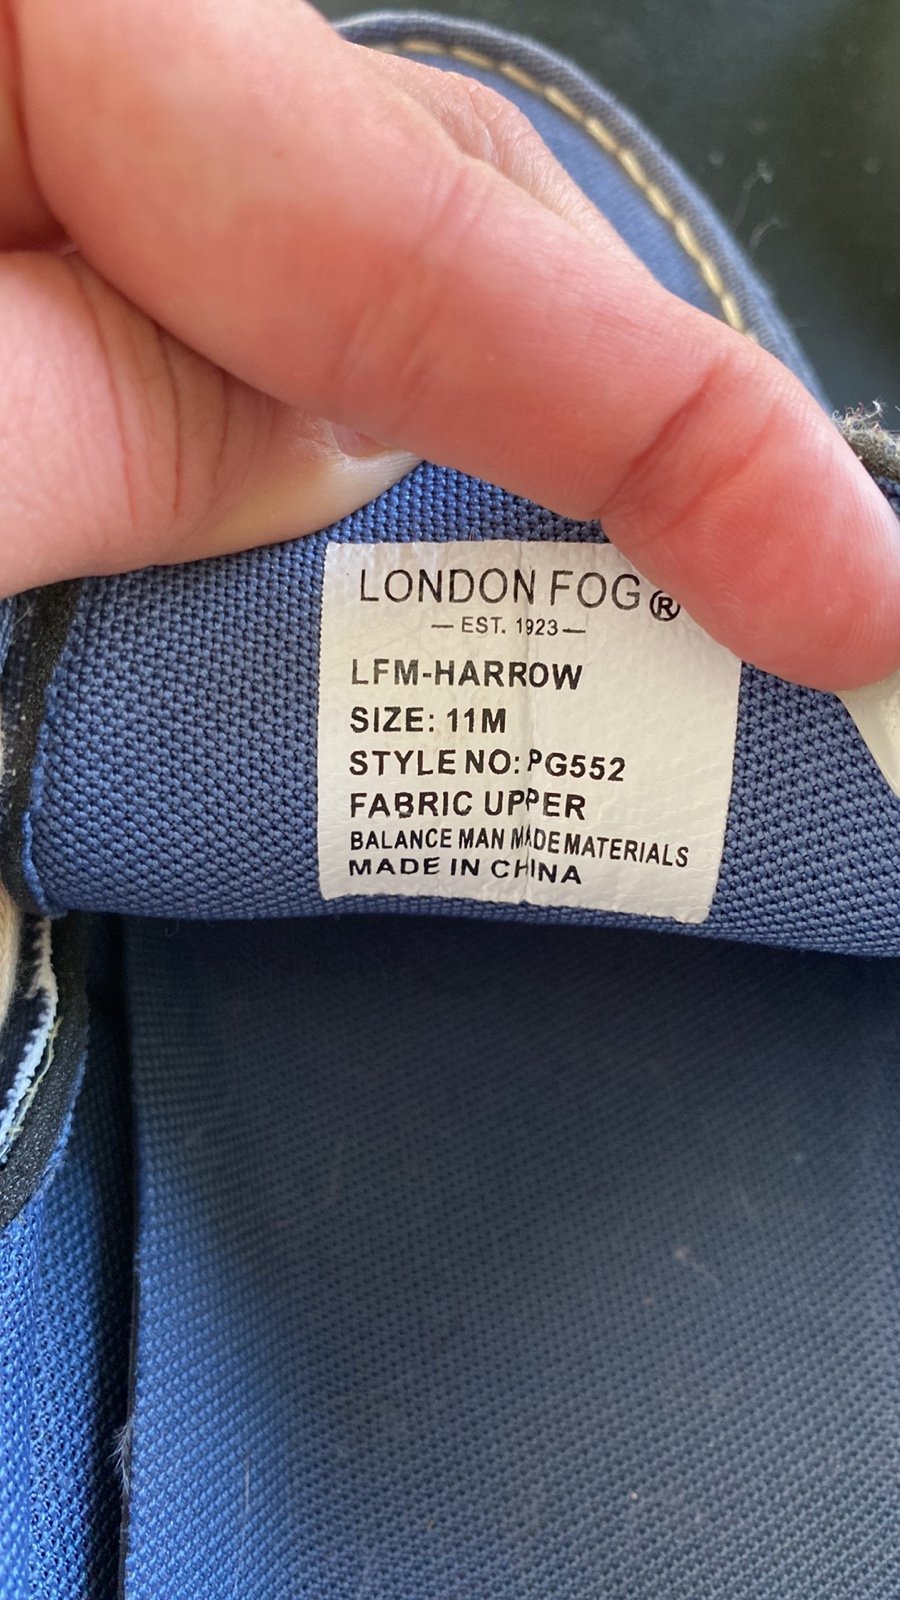 LONDON FOG®
— EST. 1923 —
LFM-HARROW
SIZE: 11M
STYLE NO: PG552
FABRIC UPPER
BALANCE MAN MADE MATERIALS
MADE IN CHINA